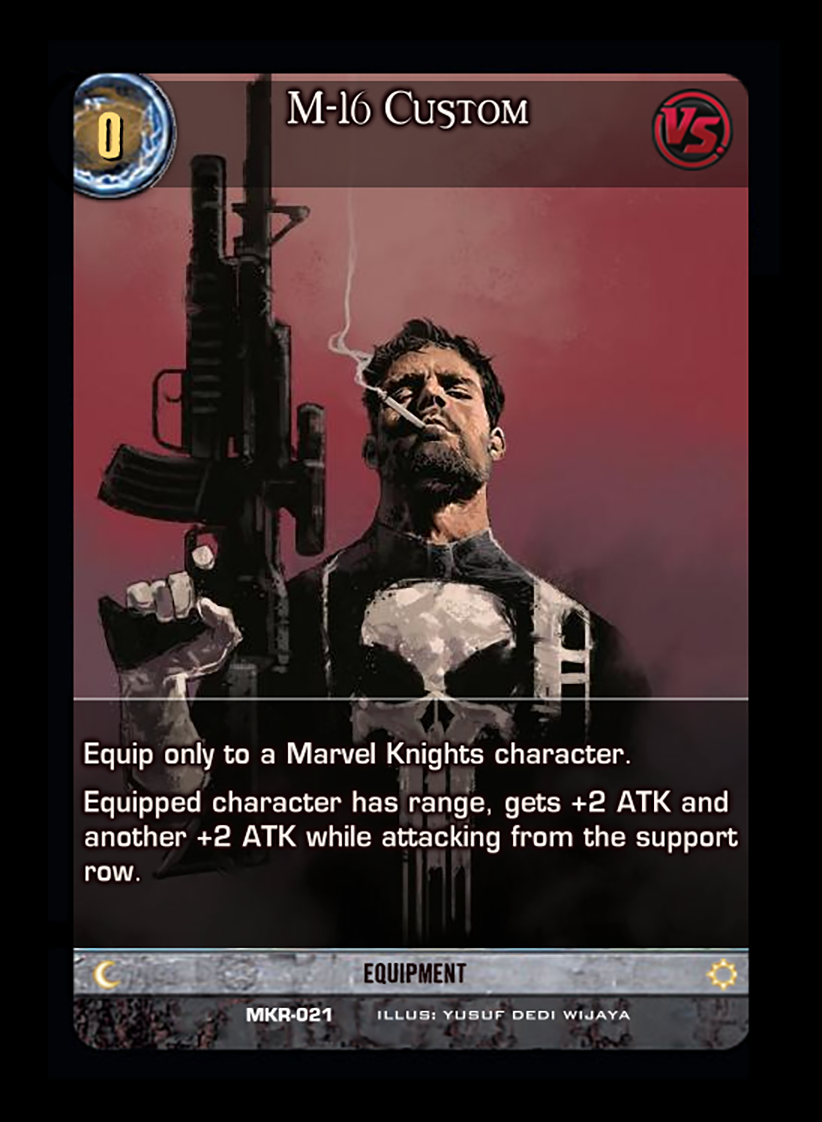 0
M-16 Custom
VS.
Equip only to a Marvel Knights character.
Equipped character has range, gets +2 ATK and
another +2 ATK while attacking from the support
row.
EQUIPMENT
MKR-021 ILLUS: YUSUF DEDI WIJAYA